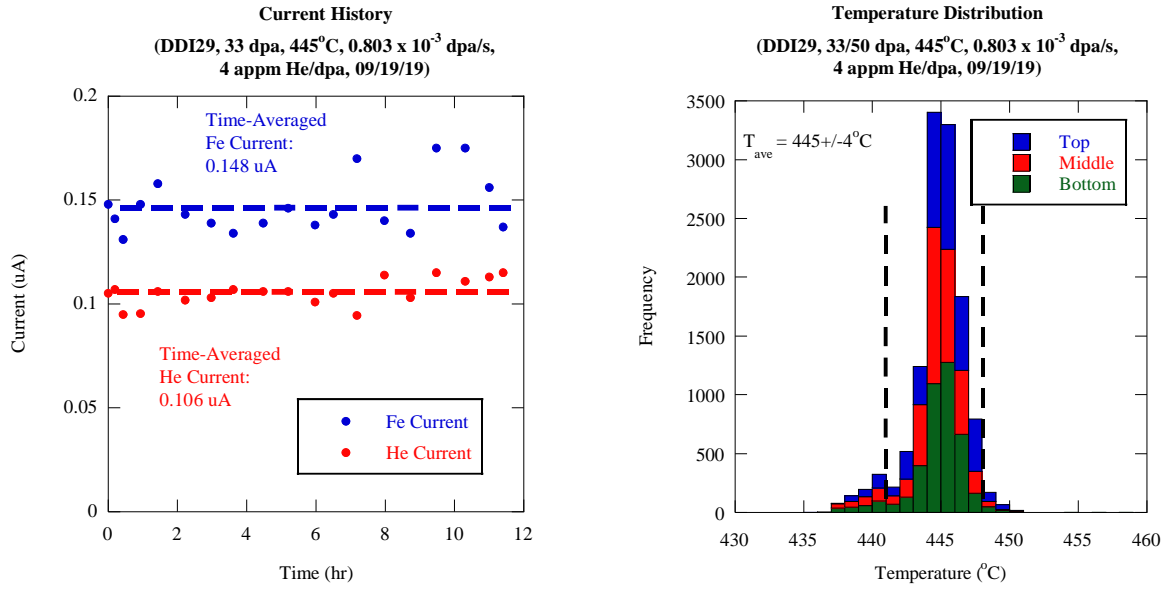 Current History
(DDI29, 33 dpa, 445°C, 0.803 x 10⁻³ dpa/s,
4 appm He/dpa, 09/19/19)
0.2
0.15
0.1
0.05
0
Current (uA)
Time-Averaged
Fe Current:
0.148 uA
Time-Averaged
He Current:
0.106 uA
Fe Current
He Current
0 2 4 6 8 10 12
Time (hr)
Temperature Distribution
(DDI29, 33/50 dpa, 445°C, 0.803 x 10⁻³ dpa/s,
4 appm He/dpa, 09/19/19)
3500
3000
2500
2000
1500
1000
500
0
Frequency
T_ave = 445+/-4°C
Top
Middle
Bottom
430 435 440 445 450 455 460
Temperature (°C)